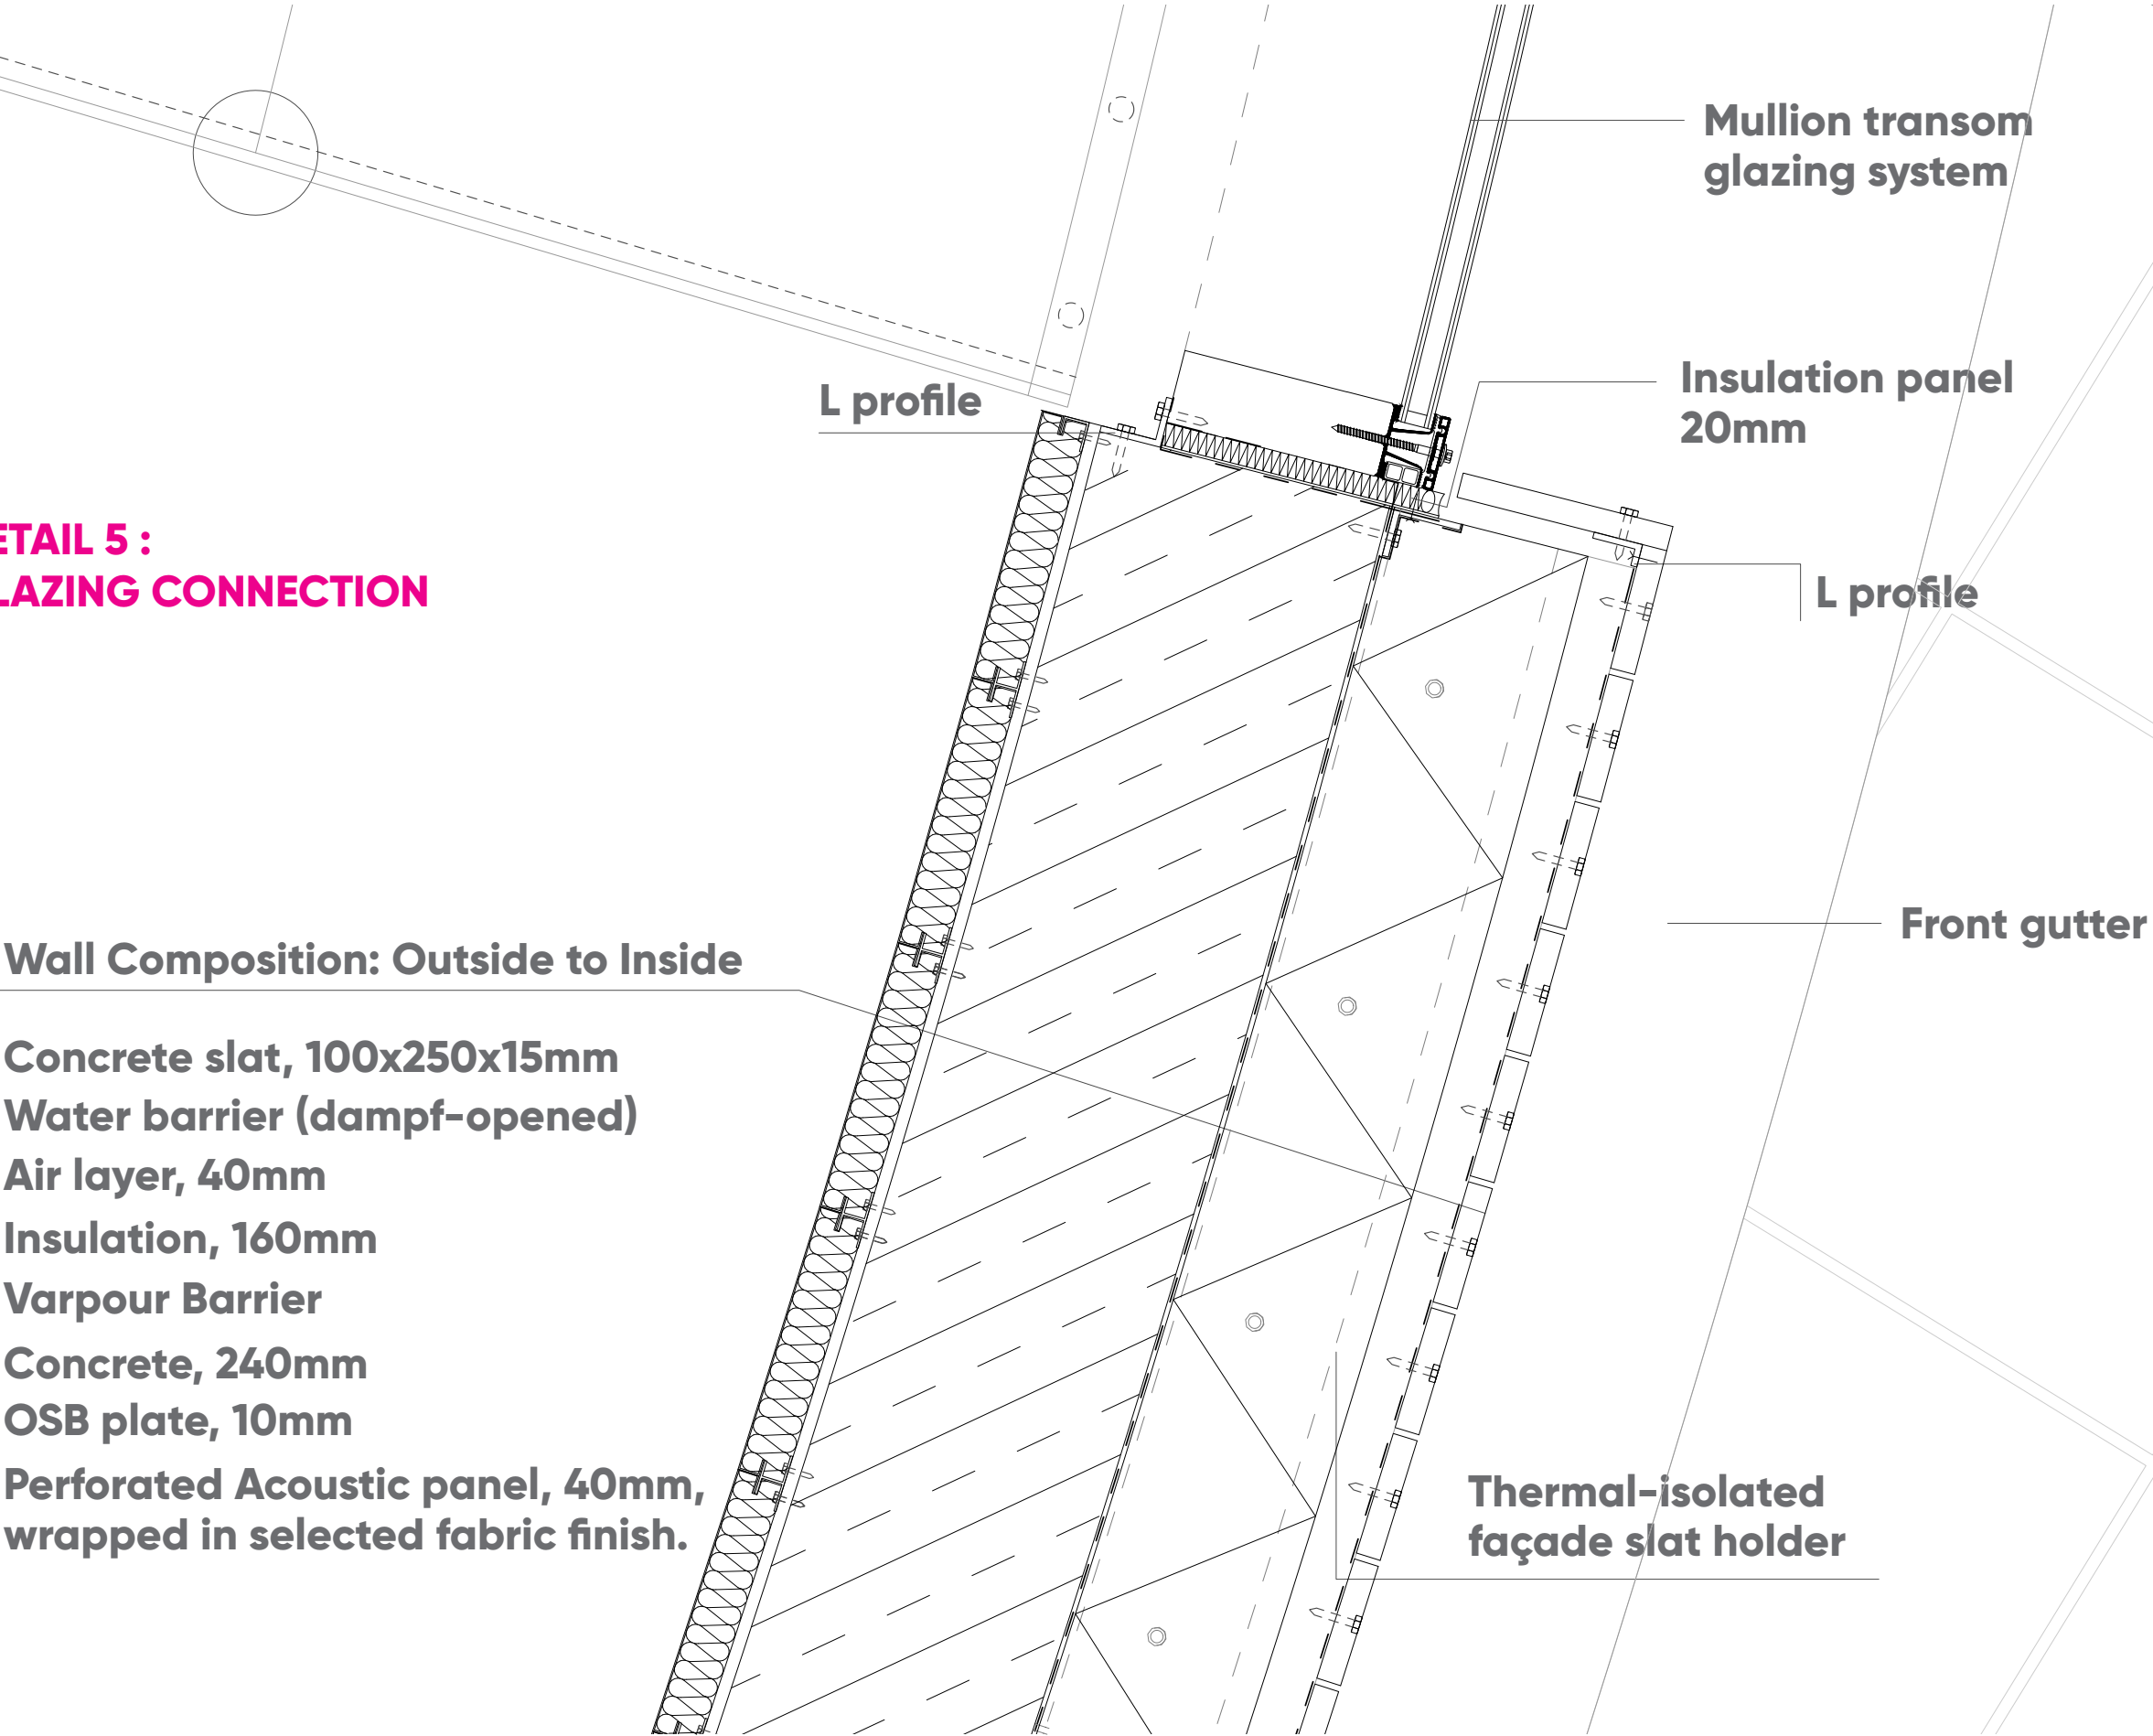 Mullion transom
glazing system
Insulation panel
20mm
L profile
ETAIL 5 :
LAZING CONNECTION
L profile
Front gutter
Wall Composition: Outside to Inside
Concrete slat, 100x250x15mm
Water barrier (dampf-opened)
Air layer, 40mm
Insulation, 160mm
Varpour Barrier
Concrete, 240mm
OSB plate, 10mm
Perforated Acoustic panel, 40mm,
wrapped in selected fabric finish.
Thermal-isolated
façade slat holder